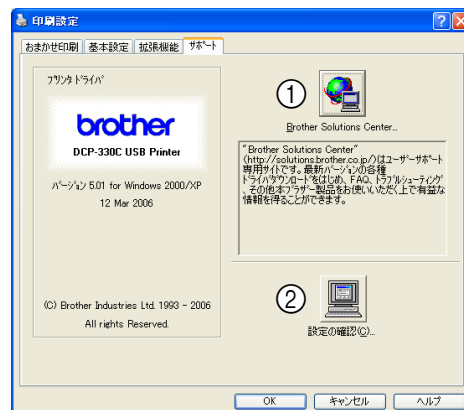 印刷設定
おまかせ印刷 基本設定 拡張機能 サポート
プリンタ ドライバ
brother
DCP-330C USB Printer
バージョン 5.01 for Windows 2000/XP
12 Mar 2006
(C) Brother Industries Ltd. 1993 - 2006
All rights Reserved.
①
Brother Solutions Center...
"Brother Solutions Center"
(http://solutions.brother.co.jp/)はユーザーサポート
専用サイトです。最新バージョンの各種
ドライバダウンロードをはじめ、FAQ、トラブルシューティング
、その他本ブラザー製品をお使いいただく上で有益な
情報を得ることができます。
②
設定の確認(C)...
OK キャンセル ヘルプ